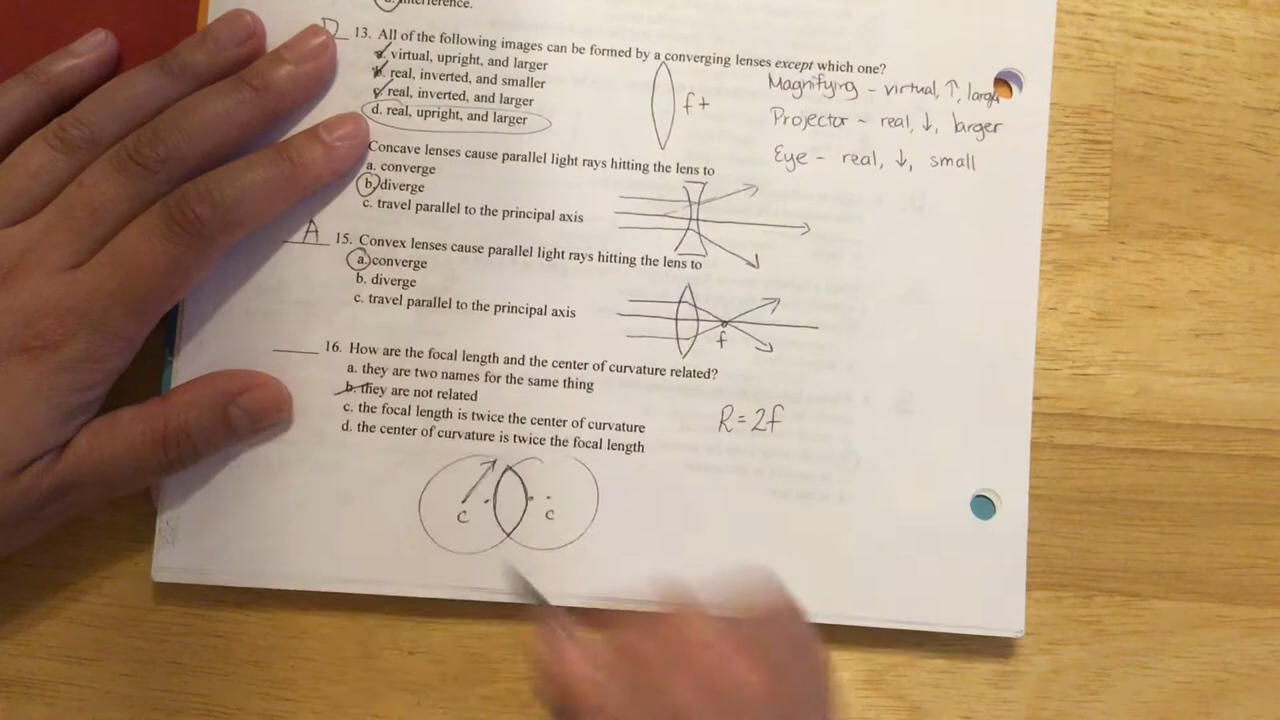 interference.
D 13. All of the following images can be formed by a converging lenses except which one?
a. virtual, upright, and larger
b. real, inverted, and smaller
c. real, inverted, and larger
d. real, upright, and larger
f+
Magnifying - virtual, ↑, large
Projector - real, ↓, larger
Eye - real, ↓, small
Concave lenses cause parallel light rays hitting the lens to
a. converge
b. diverge
c. travel parallel to the principal axis
A 15. Convex lenses cause parallel light rays hitting the lens to
a. converge
b. diverge
c. travel parallel to the principal axis
f
16. How are the focal length and the center of curvature related?
a. they are two names for the same thing
b. they are not related
c. the focal length is twice the center of curvature
d. the center of curvature is twice the focal length
R=2f
c c